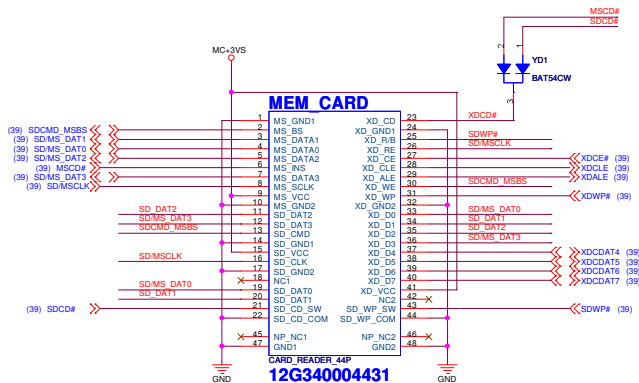 MSCD#
SDCD#
MC+3VS
2
1
YD1
BAT54CW
3
MEM_CARD
XDCD#
1 MS_GND1 XD_CD 23
(39) SDCMD_MSBS 2 MS_BS XD_GND1 24
(39) SD/MS_DAT1 3 MS_DATA1 XD_R/B 25 SDWP#
(39) SD/MS_DAT0 4 MS_DATA0 XD_RE 26 SD/MSCLK
(39) SD/MS_DAT2 5 MS_DATA2 XD_CE 27 XDCE# (39)
(39) MSCD# 6 MS_INS XD_CLE 28 XDCLE (39)
(39) SD/MS_DAT3 7 MS_DATA3 XD_ALE 29 XDALE (39)
(39) SD/MSCLK 8 MS_SCLK XD_WE 30 SDCMD_MSBS
9 MS_VCC XD_WP 31 XDWP# (39)
10 MS_GND2 XD_GND2 32
SD_DAT2 11 SD_DAT2 XD_D0 33 SD/MS_DAT0
SD/MS_DAT3 12 SD_DAT3 XD_D1 34 SD_DAT1
SDCMD_MSBS 13 SD_CMD XD_D2 35 SD_DAT2
14 SD_GND1 XD_D3 36 SD/MS_DAT3
15 SD_VCC XD_D4 37 XDCDAT4 (39)
SD/MSCLK 16 SD_CLK XD_D5 38 XDCDAT5 (39)
17 SD_GND2 XD_D6 39 XDCDAT6 (39)
18 NC1 XD_D7 40 XDCDAT7 (39)
SD/MS_DAT0 19 SD_DAT0 XD_VCC 41
SD_DAT1 20 SD_DAT1 NC2 42
(39) SDCD# 21 SD_CD_SW SD_WP_SW 43 SDWP# (39)
22 SD_CD_COM SD_WP_COM 44
45 NP_NC1 NP_NC2 46
47 GND1 GND2 48
CARD_READER_44P
GND
GND
12G340004431